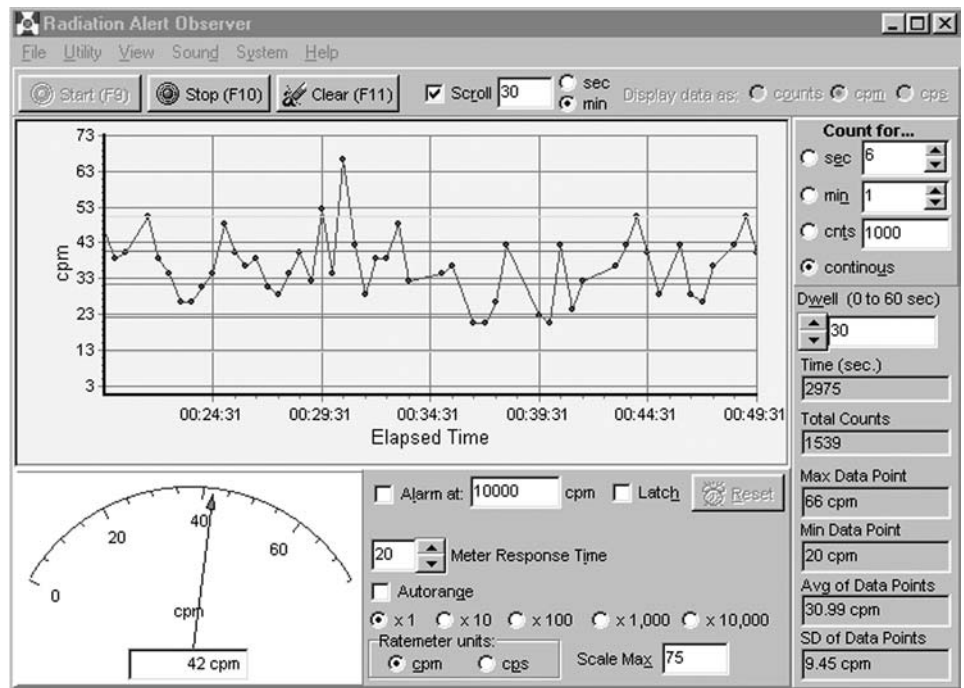 Radiation Alert Observer
File Utility View Sound System Help
Start (F9) Stop (F10) Clear (F11) Scroll 30 sec min Display data as: counts cpm cps
73
63
53
43
33
23
13
3
cpm
00:24:31 00:29:31 00:34:31 00:39:31 00:44:31 00:49:31
Elapsed Time
Count for...
sec 6
min 1
cnts 1000
continous
Dwell (0 to 60 sec)
30
Time (sec.)
2975
Total Counts
1539
Max Data Point
66 cpm
Min Data Point
20 cpm
Avg of Data Points
30.99 cpm
SD of Data Points
9.45 cpm
0 20 40 60
cpm
42 cpm
Alarm at: 10000 cpm Latch Reset
20 Meter Response Time
Autorange
x 1 x 10 x 100 x 1,000 x 10,000
Ratemeter units:
cpm cps
Scale Max 75